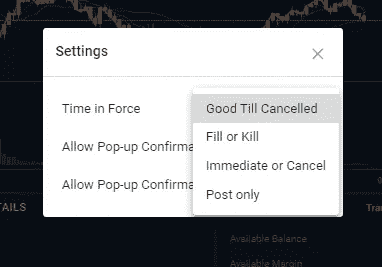 Settings
Time in Force
Good Till Cancelled
Fill or Kill
Allow Pop-up Confirma
Immediate or Cancel
Allow Pop-up Confirma
Post only
TAILS
Tra
Available Balance
Available Margin